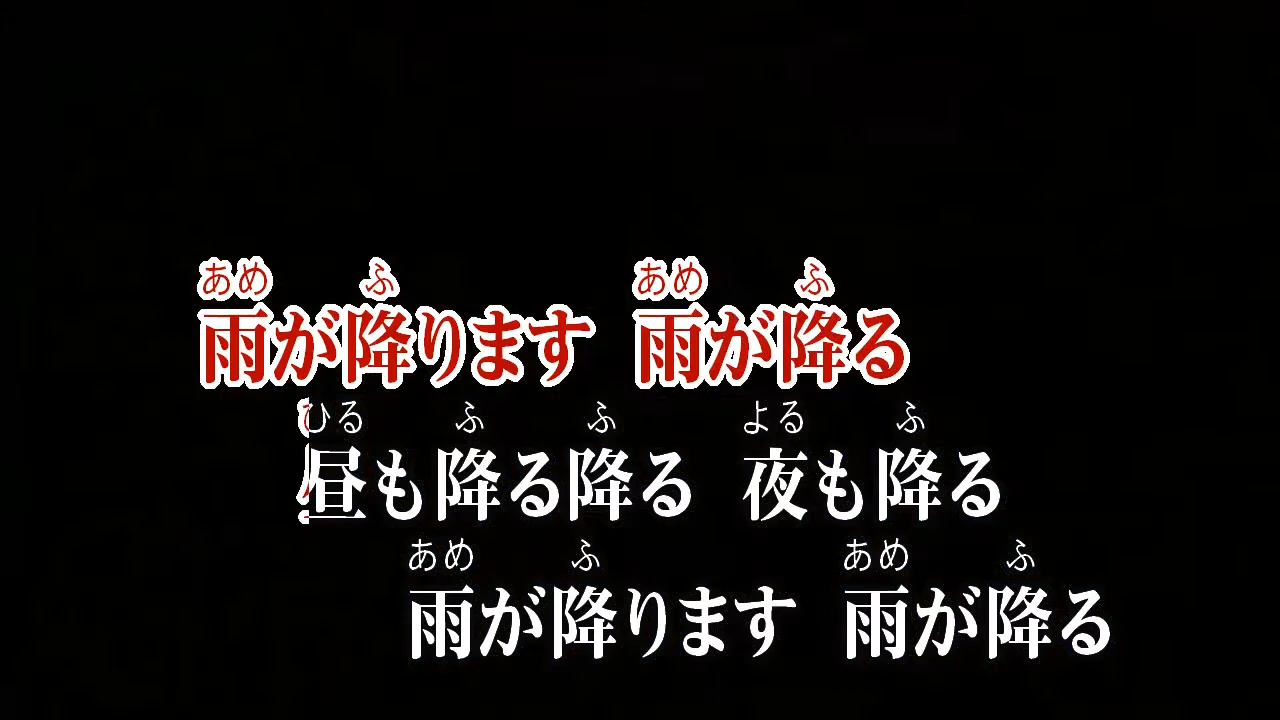 あめ ふ あめ ふ
雨が降ります 雨が降る
ひる ふ ふ よる ふ
昼も降る降る 夜も降る
あめ ふ あめ ふ
雨が降ります 雨が降る